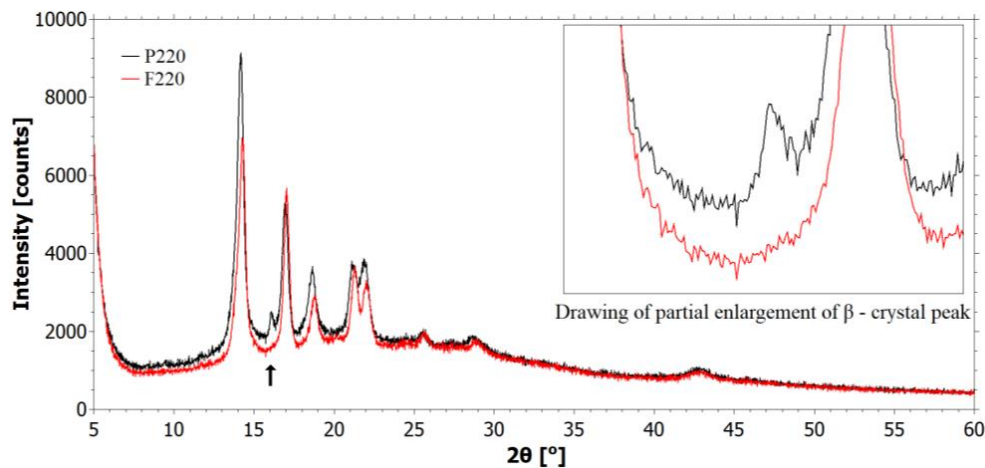 10000
8000
6000
4000
2000
0
Intensity [counts]
P220
F220
Drawing of partial enlargement of β - crystal peak
5 10 15 20 25 30 35 40 45 50 55 60
2θ [°]